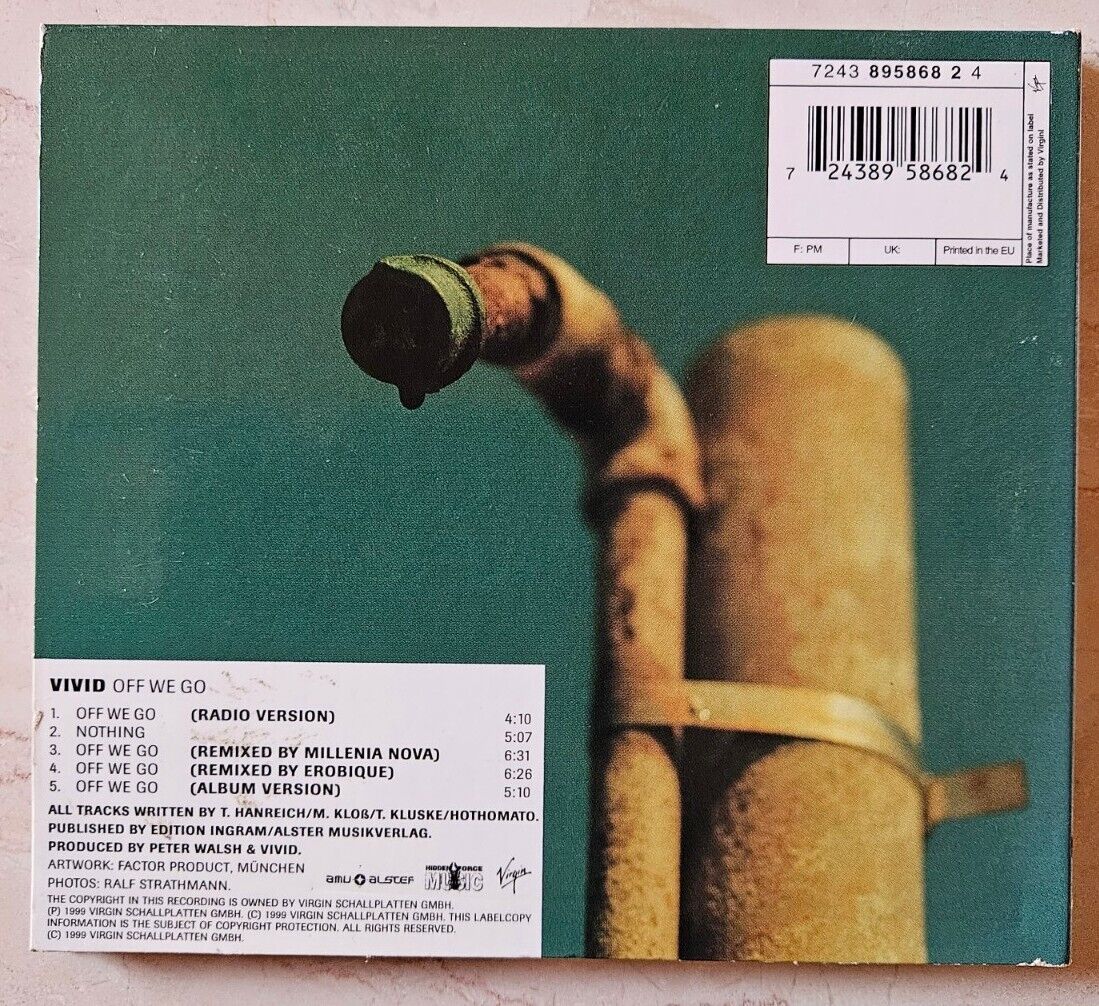 7243 895868 2 4
7 24389 58682 4
F: PM UK: Printed in the EU
Place of manufacture as stated on label
Marketed and Distributed by Virgin!
Virgin
VIVID OFF WE GO
1. OFF WE GO (RADIO VERSION) 4:10
2. NOTHING 5:07
3. OFF WE GO (REMIXED BY MILLENIA NOVA) 6:31
4. OFF WE GO (REMIXED BY EROBIQUE) 6:26
5. OFF WE GO (ALBUM VERSION) 5:10
ALL TRACKS WRITTEN BY T. HANREICH/M. KLOß/T. KLUSKE/HOTHOMATO.
PUBLISHED BY EDITION INGRAM/ALSTER MUSIKVERLAG.
PRODUCED BY PETER WALSH & VIVID.
ARTWORK: FACTOR PRODUCT, MÜNCHEN
PHOTOS: RALF STRATHMANN.
amv alster HIDDEN FORCE MUSIC Virgin
THE COPYRIGHT IN THIS RECORDING IS OWNED BY VIRGIN SCHALLPLATTEN GMBH.
(P) 1999 VIRGIN SCHALLPLATTEN GMBH. (C) 1999 VIRGIN SCHALLPLATTEN GMBH. THIS LABELCOPY
INFORMATION IS THE SUBJECT OF COPYRIGHT PROTECTION. ALL RIGHTS RESERVED.
(C) 1999 VIRGIN SCHALLPLATTEN GMBH.